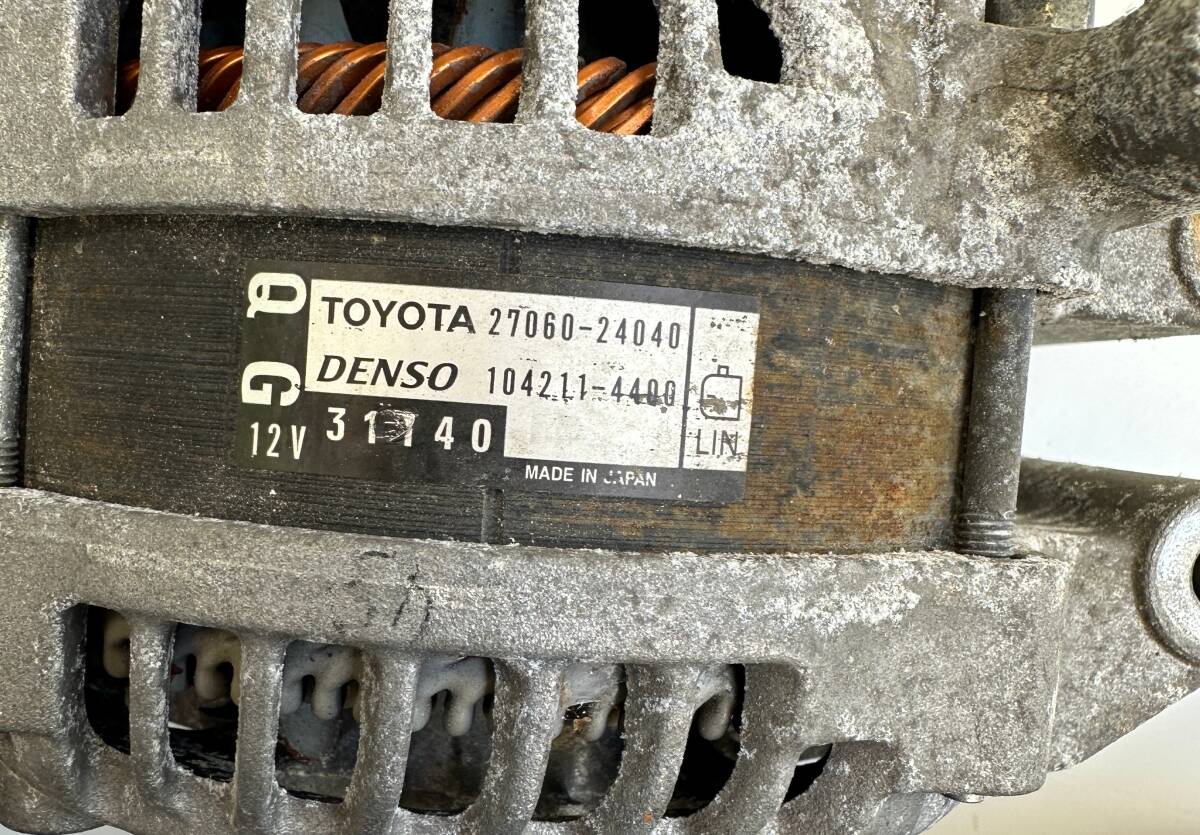 TOYOTA 27060-24040
DENSO 104211-4400
12V
LIN
MADE IN JAPAN